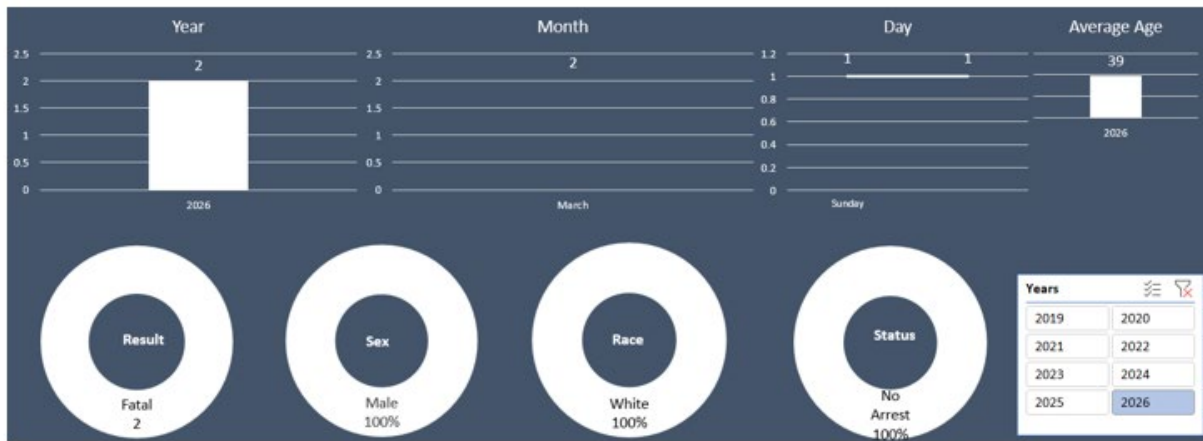 Year
2.5
2
1.5
1
0.5
0
2
2026
Month
2.5
2
1.5
1
0.5
0
2
March
Day
1.2
1
0.8
0.6
0.4
0.2
0
1 1
Sunday
Average Age
39
2026
Result
Fatal
2
Sex
Male
100%
Race
White
100%
Status
No
Arrest
100%
Years
2019 2020
2021 2022
2023 2024
2025 2026